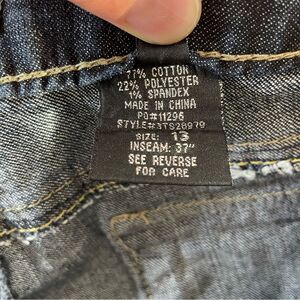 77% COTTON
22% POLYESTER
1% SPANDEX
MADE IN CHINA
PO#11296
STYLE#3TS28979
SIZE: 13
INSEAM: 37"
SEE REVERSE
FOR CARE